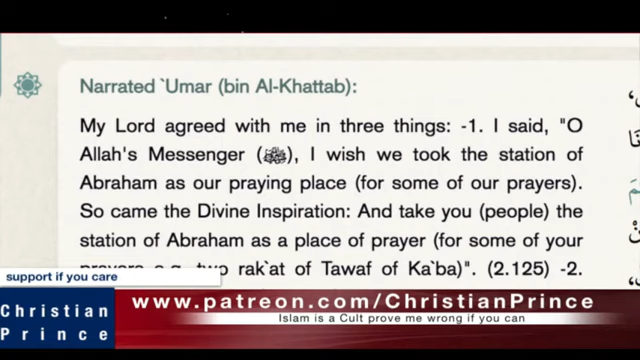 Narrated `Umar (bin Al-Khattab):
My Lord agreed with me in three things: -1. I said, "O
Allah's Messenger (ﷺ), I wish we took the station of
Abraham as our praying place (for some of our prayers).
So came the Divine Inspiration: And take you (people) the
station of Abraham as a place of prayer (for some of your
prayers e.g. two rak`at of Tawaf of Ka`ba)". (2.125) -2.
support if you care
Christian
Prince
www.patreon.com/ChristianPrince
Islam is a Cult prove me wrong if you can